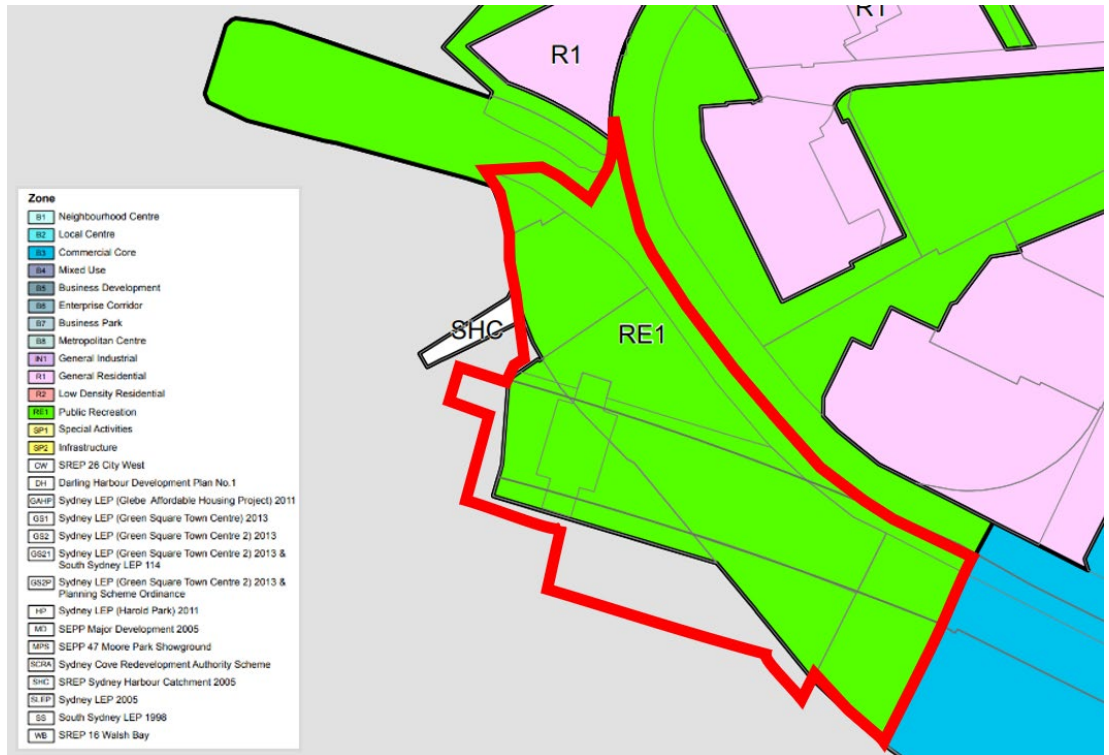 R1
R1
SHC
RE1
Zone
B1 Neighbourhood Centre
B2 Local Centre
B3 Commercial Core
B4 Mixed Use
B5 Business Development
B6 Enterprise Corridor
B7 Business Park
B8 Metropolitan Centre
IN1 General Industrial
R1 General Residential
R2 Low Density Residential
RE1 Public Recreation
SP1 Special Activities
SP2 Infrastructure
CW SREP 26 City West
DH Darling Harbour Development Plan No.1
GAHP Sydney LEP (Glebe Affordable Housing Project) 2011
GS1 Sydney LEP (Green Square Town Centre) 2013
GS2 Sydney LEP (Green Square Town Centre 2) 2013
GS21 Sydney LEP (Green Square Town Centre 2) 2013 &
South Sydney LEP 114
GS2P Sydney LEP (Green Square Town Centre 2) 2013 &
Planning Scheme Ordinance
HP Sydney LEP (Harold Park) 2011
MD SEPP Major Development 2005
MPS SEPP 47 Moore Park Showground
SCRA Sydney Cove Redevelopment Authority Scheme
SHC SREP Sydney Harbour Catchment 2005
SLEP Sydney LEP 2005
SS South Sydney LEP 1998
WB SREP 16 Walsh Bay